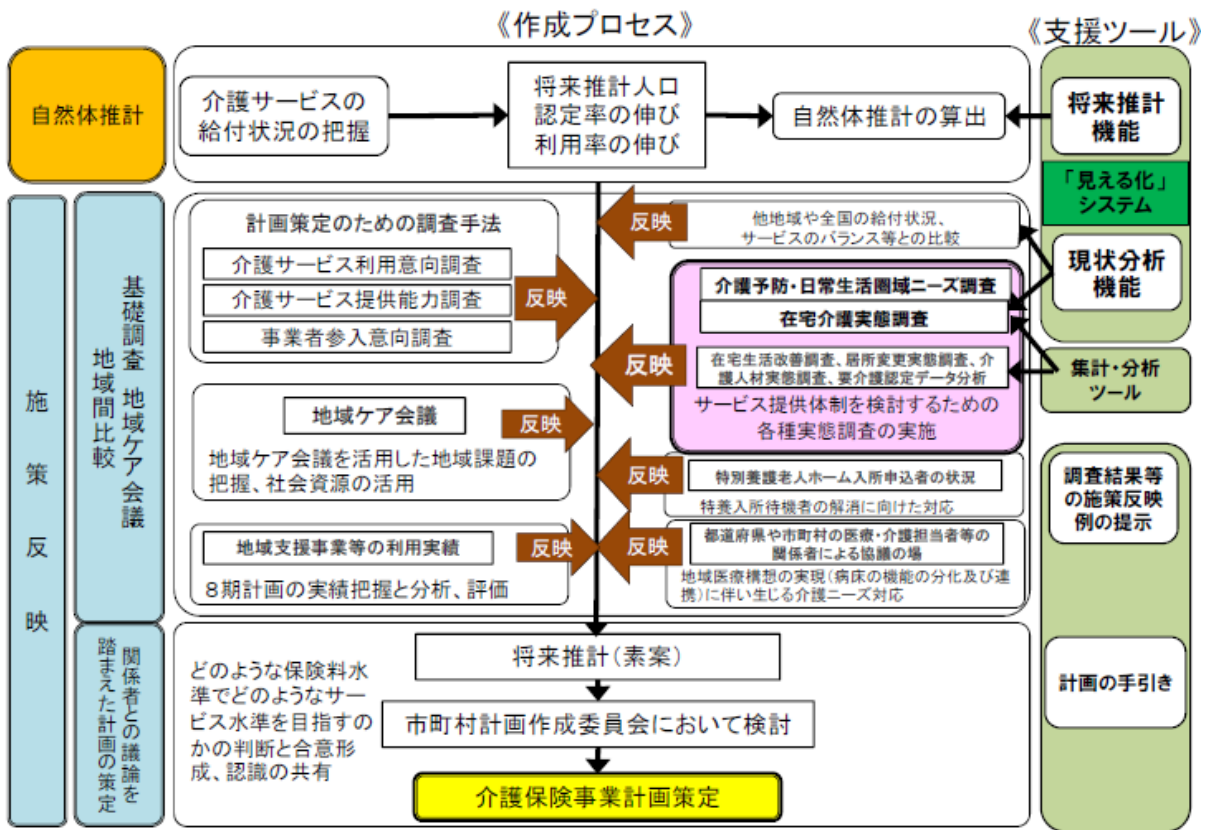 《作成プロセス》
《支援ツール》
自然体推計
介護サービスの
給付状況の把握
将来推計人口
認定率の伸び
利用率の伸び
自然体推計の算出
将来推計
機能
「見える化」
システム
現状分析
機能
集計・分析
ツール
調査結果等
の施策反映
例の提示
計画の手引き
施策反映
基礎調査 地域ケア会議
地域間比較
計画策定のための調査手法
介護サービス利用意向調査
介護サービス提供能力調査
事業者参入意向調査
反映
反映
他地域や全国の給付状況、
サービスのバランス等との比較
介護予防・日常生活圏域ニーズ調査
在宅介護実態調査
反映
在宅生活改善調査、居所変更実態調査、介
護人材実態調査、要介護認定データ分析
サービス提供体制を検討するための
各種実態調査の実施
地域ケア会議
反映
地域ケア会議を活用した地域課題の
把握、社会資源の活用
反映
特別養護老人ホーム入所申込者の状況
特養入所待機者の解消に向けた対応
地域支援事業等の利用実績
反映
8期計画の実績把握と分析、評価
反映
都道府県や市町村の医療・介護担当者等の
関係者による協議の場
地域医療構想の実現(病床の機能の分化及び連
携)に伴い生じる介護ニーズ対応
関係者との議論を
踏まえた計画の策定
どのような保険料水
準でどのようなサー
ビス水準を目指すの
かの判断と合意形
成、認識の共有
将来推計(素案)
市町村計画作成委員会において検討
介護保険事業計画策定